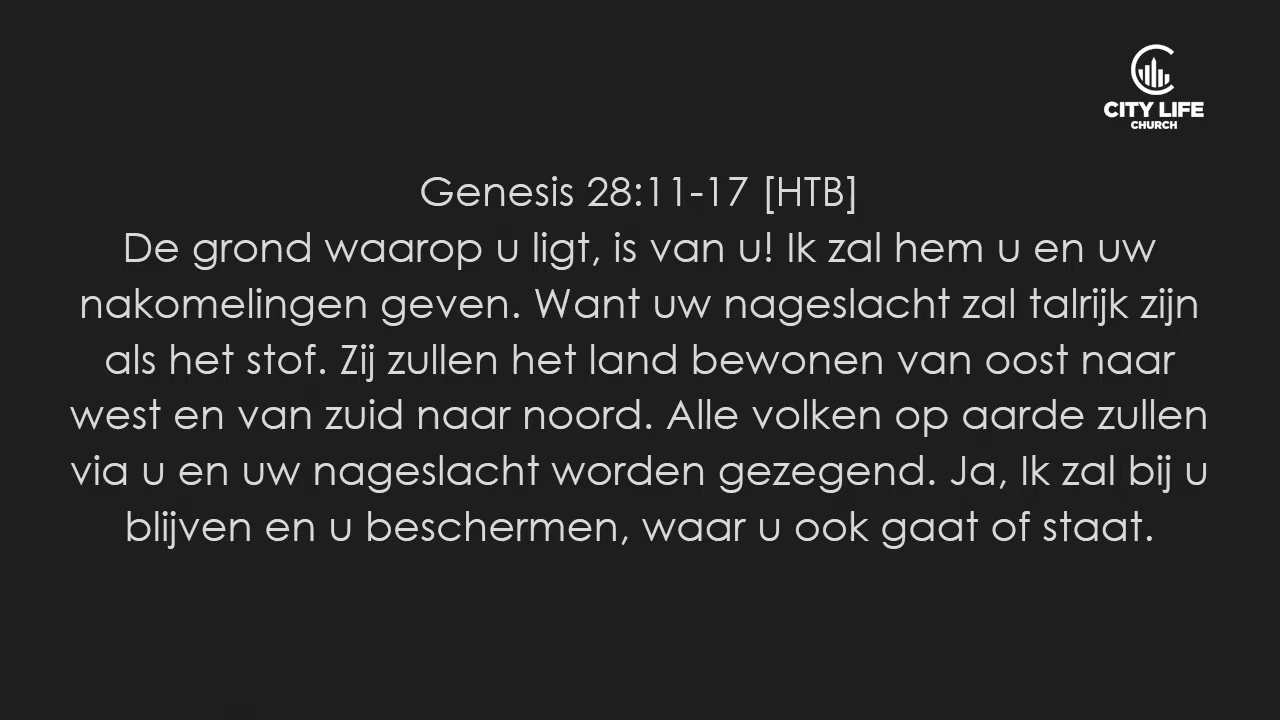 CITY LIFE
CHURCH
Genesis 28:11-17 [HTB]
De grond waarop u ligt, is van u! Ik zal hem u en uw
nakomelingen geven. Want uw nageslacht zal talrijk zijn
als het stof. Zij zullen het land bewonen van oost naar
west en van zuid naar noord. Alle volken op aarde zullen
via u en uw nageslacht worden gezegend. Ja, Ik zal bij u
blijven en u beschermen, waar u ook gaat of staat.